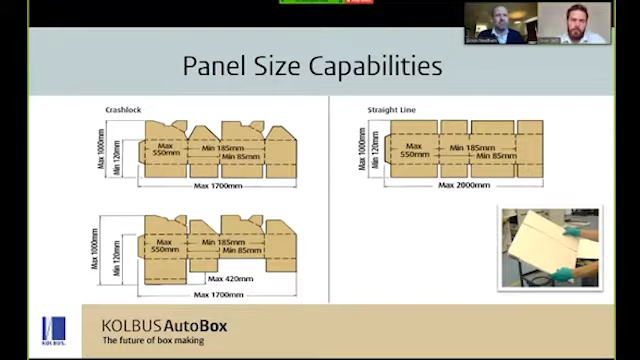 Panel Size Capabilities
Crashlock
Max 1000mm
Min 120mm
Max
550mm
Min 185mm
Min 85mm
Max 1700mm
Max 1000mm
Min 120mm
Max
550mm
Min 185mm
Min 85mm
Max 420mm
Max 1700mm
Straight Line
Max 1000mm
Min 120mm
Max
550mm
Min 185mm
Min 85mm
Max 2000mm
KOLBUS.
KOLBUS AutoBox
The future of box making